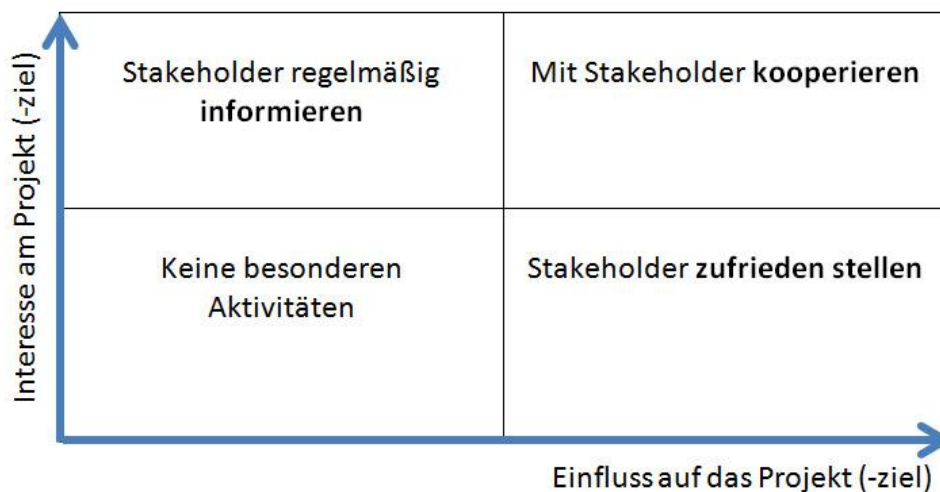 Interesse am Projekt (-ziel)
Stakeholder regelmäßig
informieren
Mit Stakeholder kooperieren
Keine besonderen
Aktivitäten
Stakeholder zufrieden stellen
Einfluss auf das Projekt (-ziel)